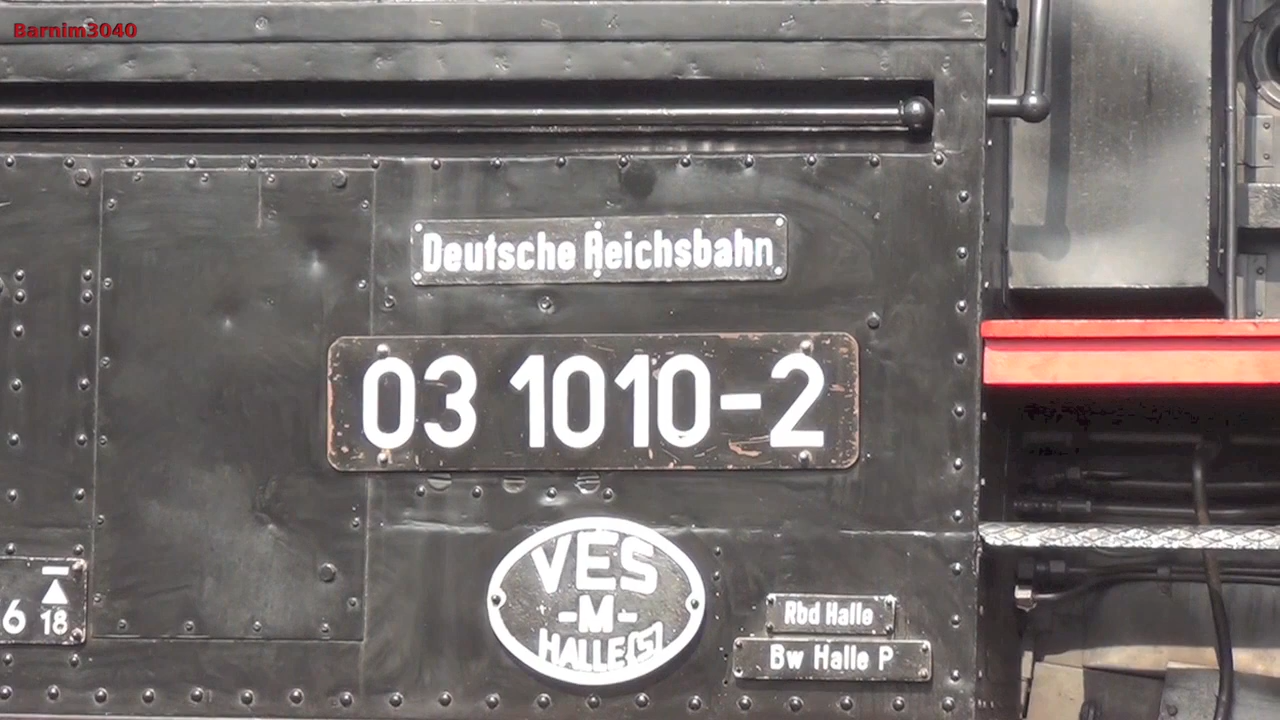 Barnim3040
Deutsche Reichsbahn
03 1010-2
VES
-M-
HALLE(S)
Rbd Halle
Bw Halle P
6 18